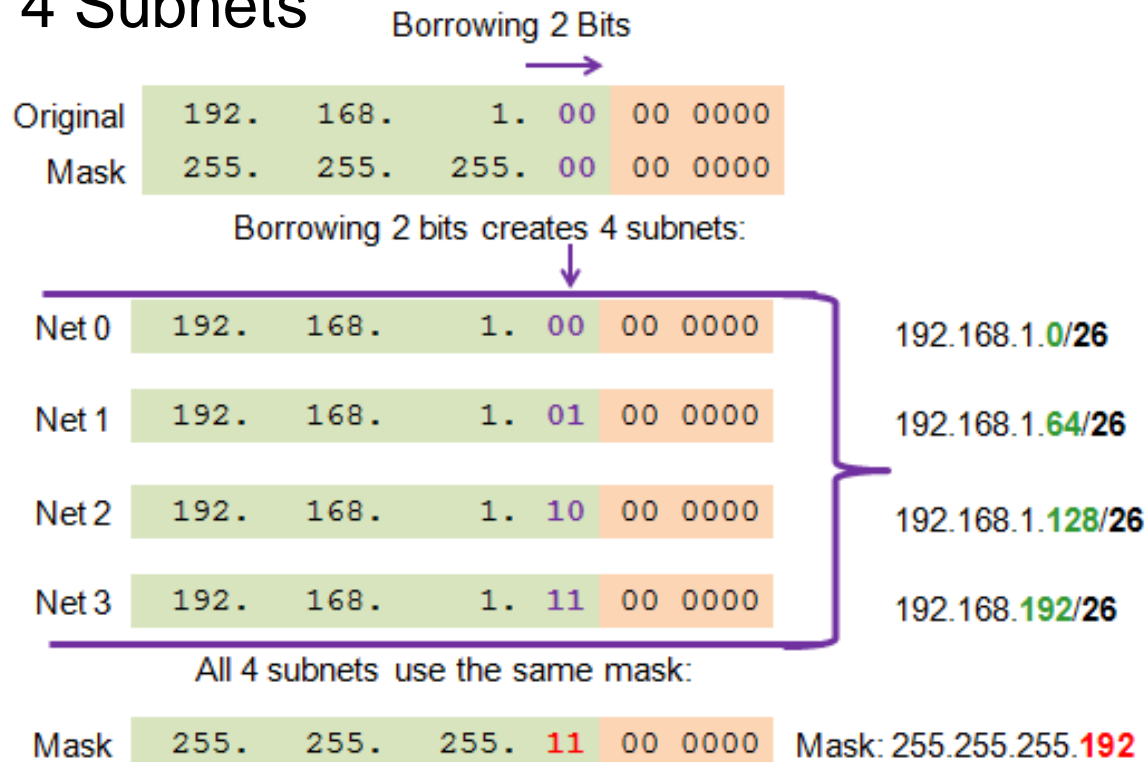 4 Subnets
Borrowing 2 Bits
Original 192. 168. 1. 00 00 0000
Mask 255. 255. 255. 00 00 0000
Borrowing 2 bits creates 4 subnets:
Net 0 192. 168. 1. 00 00 0000 192.168.1.0/26
Net 1 192. 168. 1. 01 00 0000 192.168.1.64/26
Net 2 192. 168. 1. 10 00 0000 192.168.1.128/26
Net 3 192. 168. 1. 11 00 0000 192.168.192/26
All 4 subnets use the same mask:
Mask 255. 255. 255. 11 00 0000 Mask: 255.255.255.192